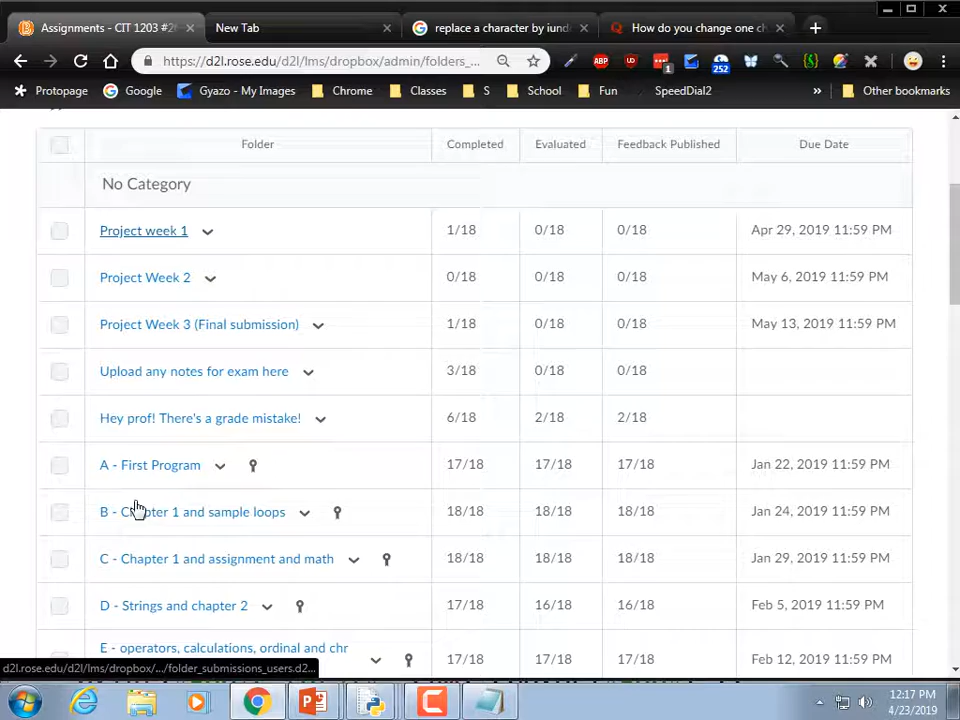 Assignments - CIT 1203 #2
New Tab
replace a character by iund
How do you change one ch
https://d2l.rose.edu/d2l/lms/dropbox/admin/folders_...
ABP
1
252
Protopage
Google
Gyazo - My Images
Chrome
Classes
S
School
Fun
SpeedDial2
»
Other bookmarks
Folder Completed Evaluated Feedback Published Due Date
No Category
Project week 1 1/18 0/18 0/18 Apr 29, 2019 11:59 PM
Project Week 2 0/18 0/18 0/18 May 6, 2019 11:59 PM
Project Week 3 (Final submission) 1/18 0/18 0/18 May 13, 2019 11:59 PM
Upload any notes for exam here 3/18 0/18 0/18
Hey prof! There's a grade mistake! 6/18 2/18 2/18
A - First Program 17/18 17/18 17/18 Jan 22, 2019 11:59 PM
B - Chapter 1 and sample loops 18/18 18/18 18/18 Jan 24, 2019 11:59 PM
C - Chapter 1 and assignment and math 18/18 18/18 18/18 Jan 29, 2019 11:59 PM
D - Strings and chapter 2 17/18 16/18 16/18 Feb 5, 2019 11:59 PM
E - operators, calculations, ordinal and chr 17/18 17/18 17/18 Feb 12, 2019 11:59 PM
d2l.rose.edu/d2l/lms/dropbox/.../folder_submissions_users.d2...
12:17 PM
4/23/2019